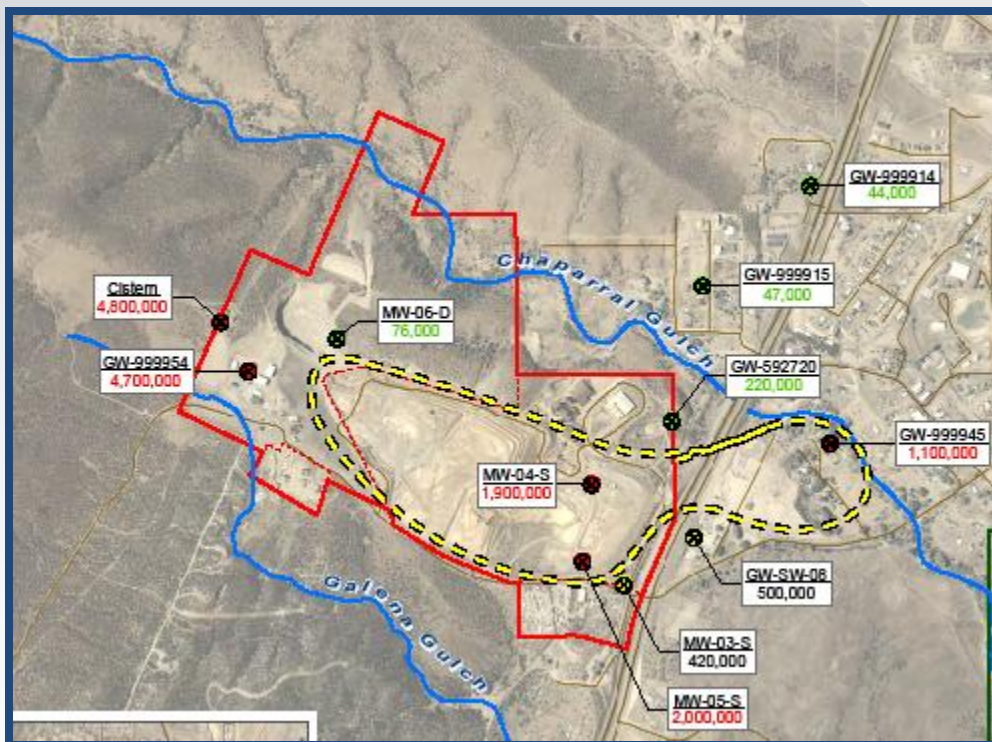 GW-999914
44,000
Chaparral Gulch
GW-999915
47,000
Cistern
4,800,000
MW-06-D
76,000
GW-999954
4,700,000
GW-592720
220,000
GW-999945
1,100,000
MW-04-S
1,900,000
Galena Gulch
GW-SW-06
500,000
MW-03-S
420,000
MW-05-S
2,000,000